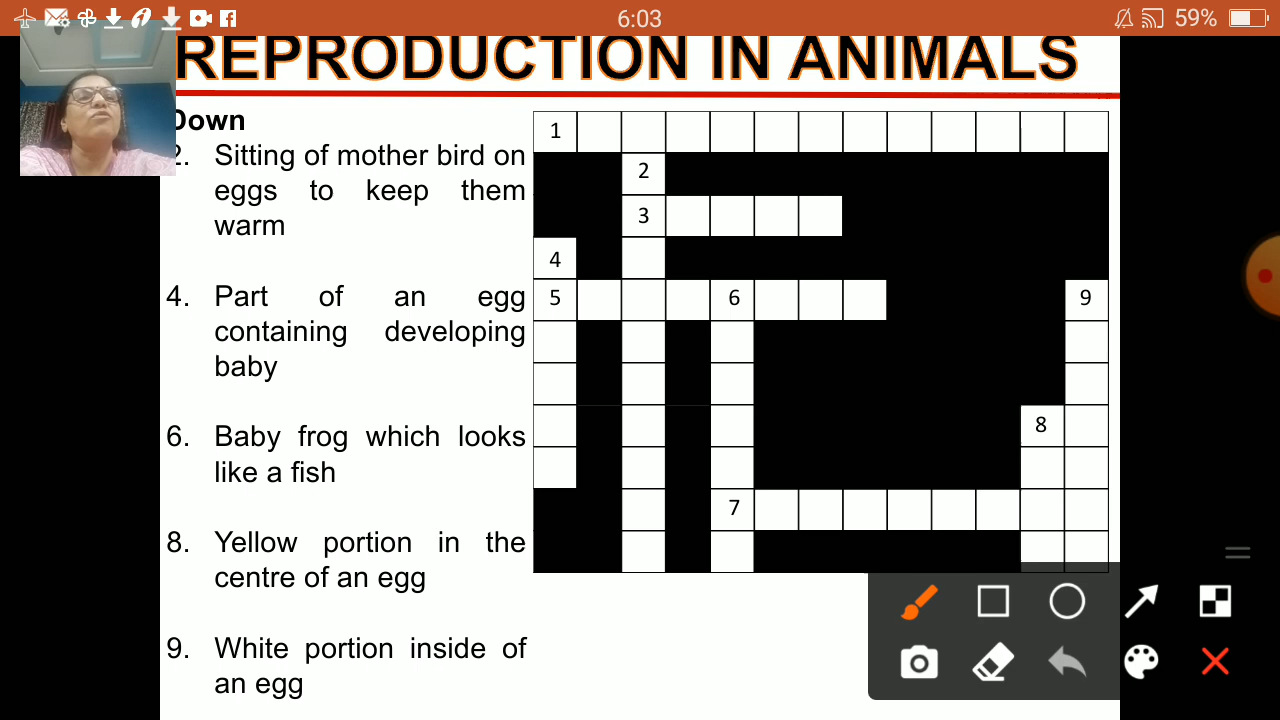 6:03
59%
REPRODUCTION IN ANIMALS
Down
2. Sitting of mother bird on
eggs to keep them
warm
4. Part of an egg
containing developing
baby
6. Baby frog which looks
like a fish
8. Yellow portion in the
centre of an egg
9. White portion inside of
an egg
1
2
3
4
5 6 9
8
7